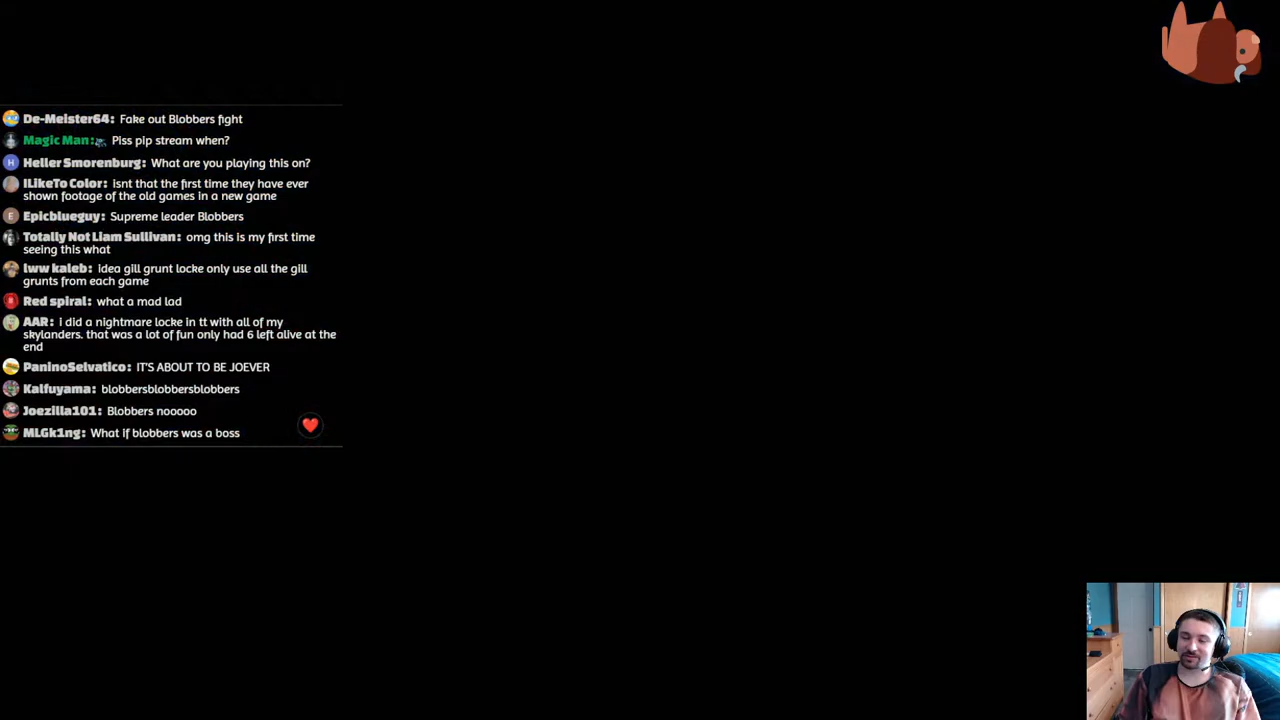 De-Meister64: Fake out Blobbers fight
Magic Man: Piss pip stream when?
H Heller Smorenburg: What are you playing this on?
ILikeTo Color: isnt that the first time they have ever
shown footage of the old games in a new game
E Epicblueguy: Supreme leader Blobbers
Totally Not Liam Sullivan: omg this is my first time
seeing this what
lww kaleb: idea gill grunt locke only use all the gill
grunts from each game
Red spiral: what a mad lad
AAR: i did a nightmare locke in tt with all of my
skylanders. that was a lot of fun only had 6 left alive at the
end
PaninoSelvatico: IT'S ABOUT TO BE JOEVER
Kalfuyama: blobbersblobbersblobbers
Joezilla101: Blobbers nooooo
MLGk1ng: What if blobbers was a boss